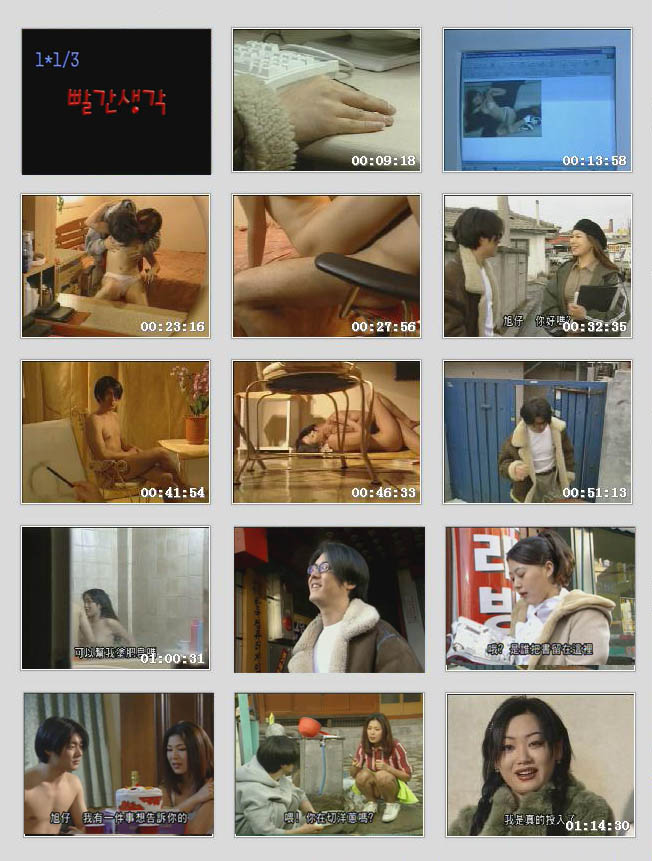 1*1/3
빨간생각
00:09:18
00:13:58
00:23:16
00:27:56
旭仔 你好嗎?
00:32:35
00:41:54
00:46:33
00:51:13
可以幫我塗肥皂嗎
01:00:31
哦? 是誰把書留在這裡
旭仔 我有一件事想告訴你的
喂! 你在切洋蔥嗎?
我是真的投入了
01:14:30